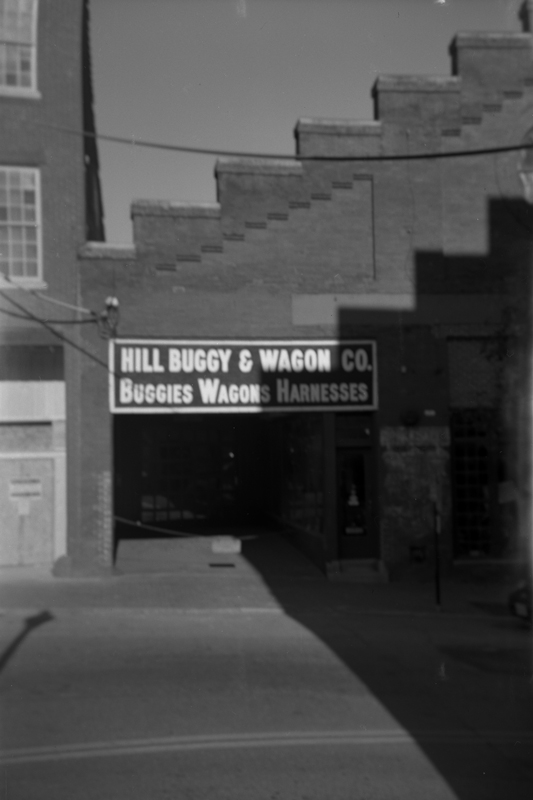 HILL BUGGY & WAGON CO.
BUGGIES WAGONS HARNESSES